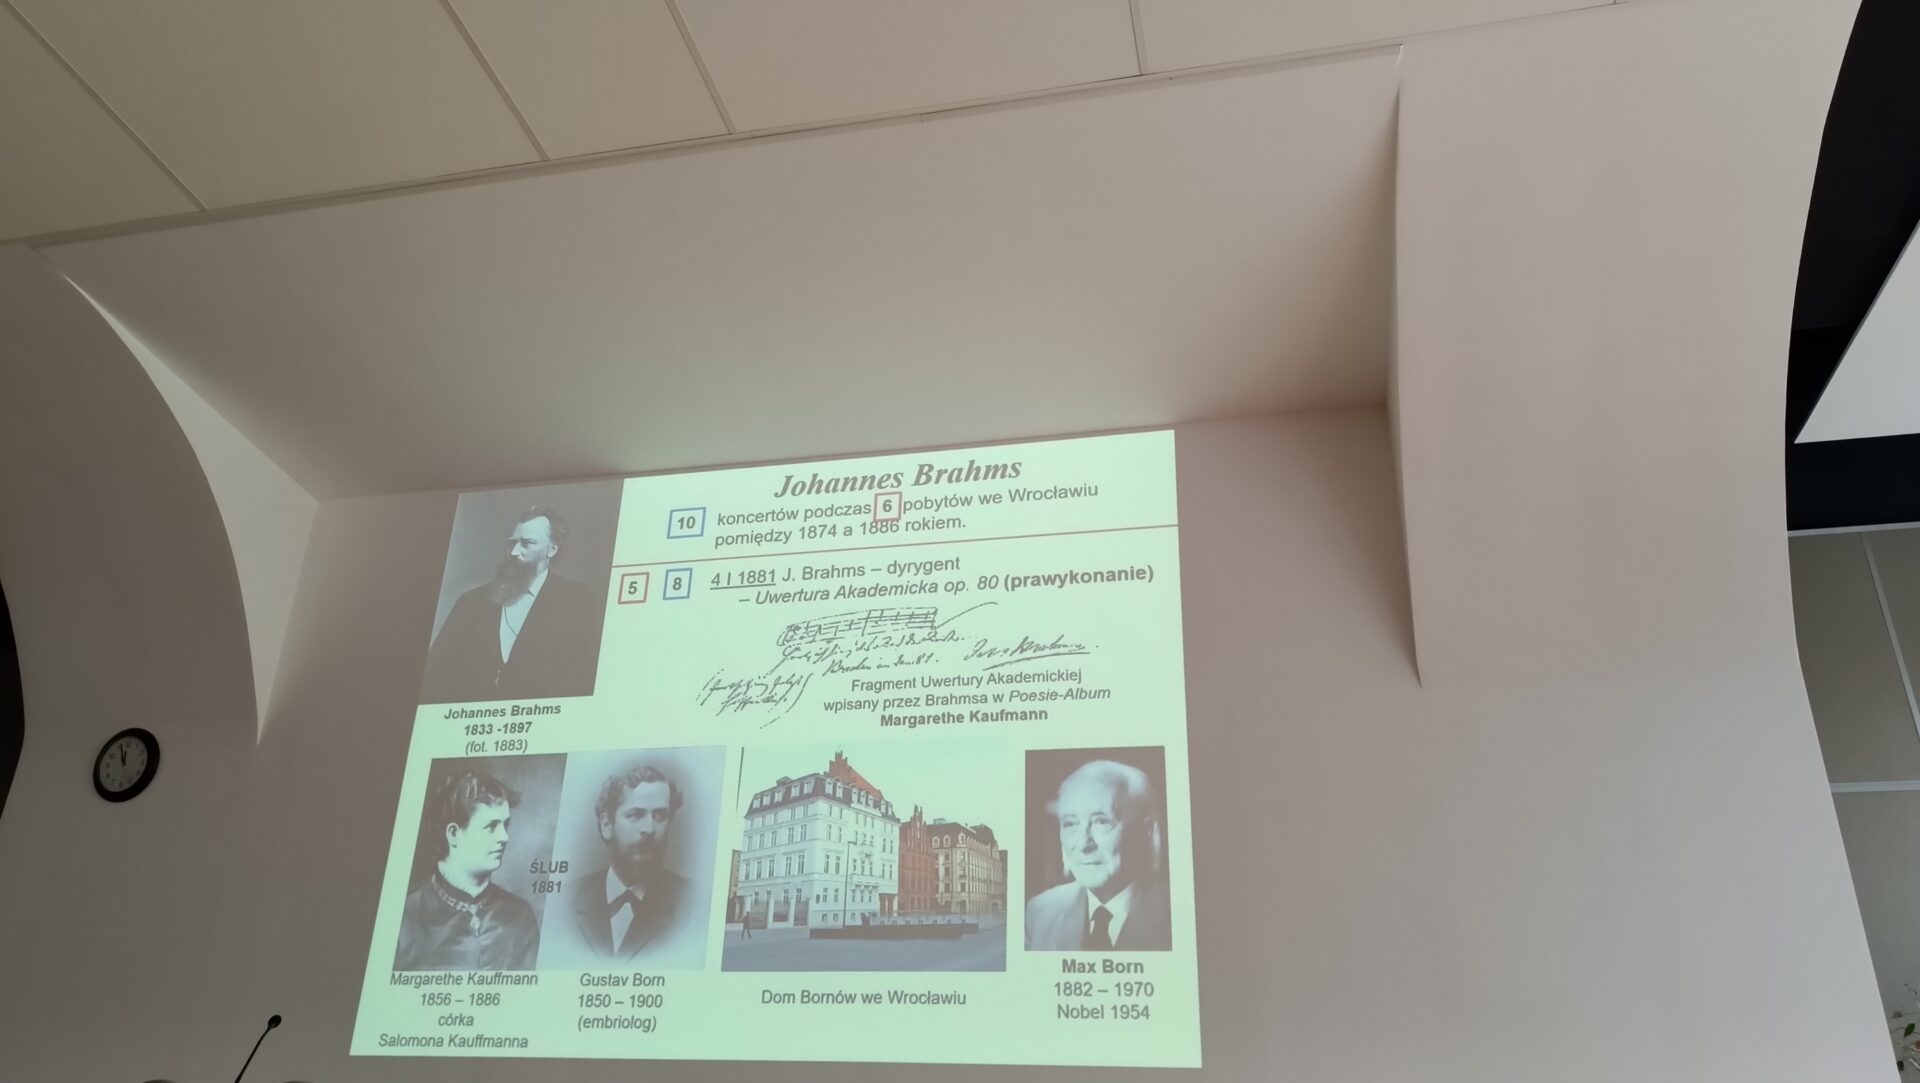 Johannes Brahms
10 koncertów podczas 6 pobytów we Wrocławiu
pomiędzy 1874 a 1886 rokiem.
5 8 4 I 1881 J. Brahms – dyrygent
– Uwertura Akademicka op. 80 (prawykonanie)
Fragment Uwertury Akademickiej
wpisany przez Brahmsa w Poesie-Album
Margarethe Kaufmann
Johannes Brahms
1833 -1897
(fot. 1883)
ŚLUB
1881
Margarethe Kauffmann
1856 – 1886
córka
Salomona Kauffmanna
Gustav Born
1850 – 1900
(embriolog)
Dom Bornów we Wrocławiu
Max Born
1882 – 1970
Nobel 1954